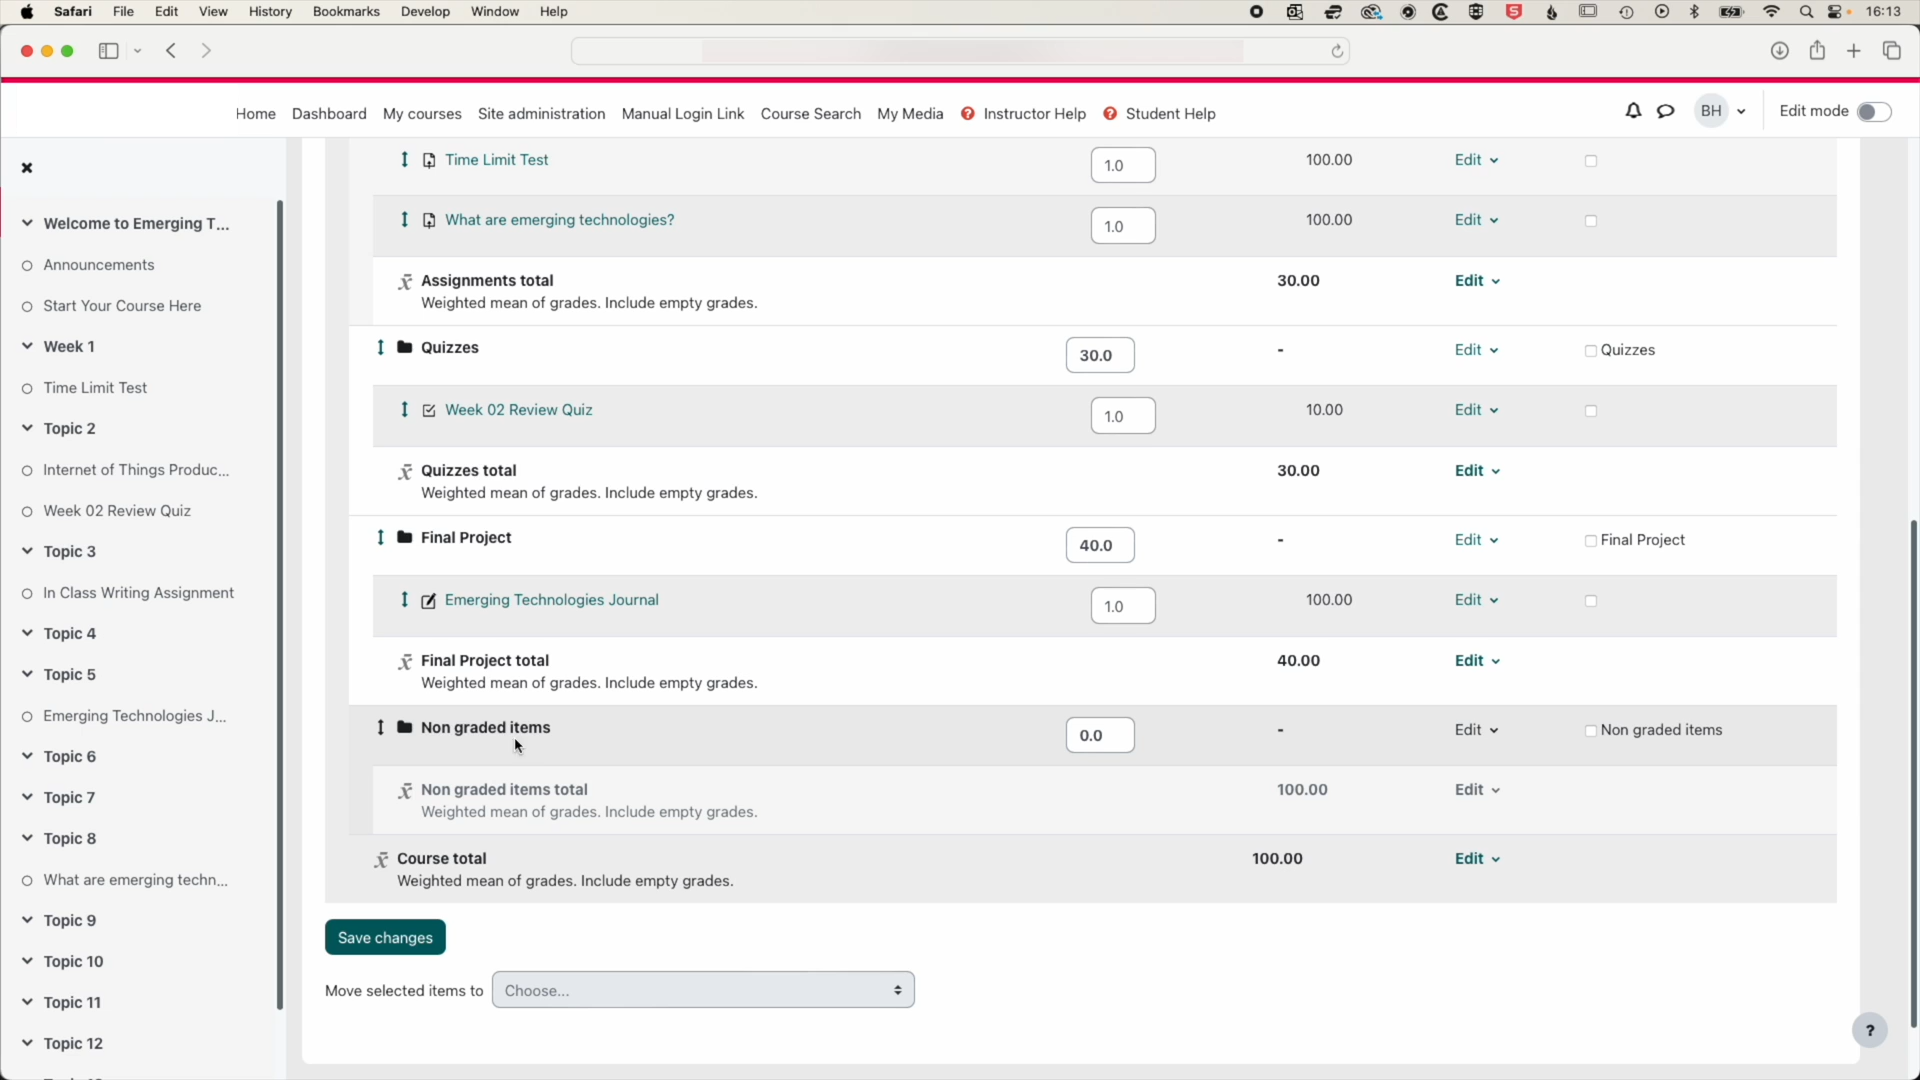 Safari File Edit View History Bookmarks Develop Window Help 16:13
Home Dashboard My courses Site administration Manual Login Link Course Search My Media Instructor Help Student Help BH Edit mode
Welcome to Emerging T...
Announcements
Start Your Course Here
Week 1
Time Limit Test
Topic 2
Internet of Things Produc...
Week 02 Review Quiz
Topic 3
In Class Writing Assignment
Topic 4
Topic 5
Emerging Technologies J...
Topic 6
Topic 7
Topic 8
What are emerging techn...
Topic 9
Topic 10
Topic 11
Topic 12
Time Limit Test 1.0 100.00 Edit
What are emerging technologies? 1.0 100.00 Edit
x̄ Assignments total 30.00 Edit
Weighted mean of grades. Include empty grades.
Quizzes 30.0 - Edit Quizzes
Week 02 Review Quiz 1.0 10.00 Edit
x̄ Quizzes total 30.00 Edit
Weighted mean of grades. Include empty grades.
Final Project 40.0 - Edit Final Project
Emerging Technologies Journal 1.0 100.00 Edit
x̄ Final Project total 40.00 Edit
Weighted mean of grades. Include empty grades.
Non graded items 0.0 - Edit Non graded items
x̄ Non graded items total 100.00 Edit
Weighted mean of grades. Include empty grades.
x̄ Course total 100.00 Edit
Weighted mean of grades. Include empty grades.
Save changes
Move selected items to Choose...
?